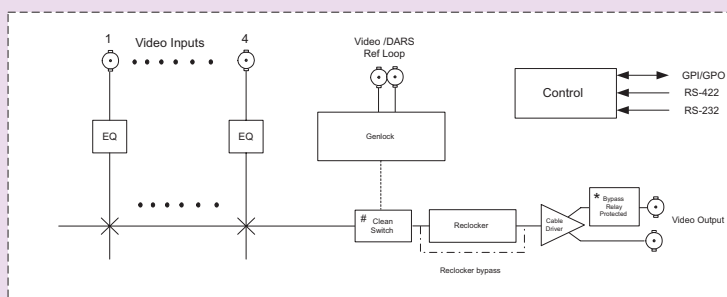 1
Video Inputs
4
Video /DARS
Ref Loop
GPI/GPO
Control
RS-422
RS-232
EQ
EQ
Genlock
# Clean
Switch
Reclocker
Cable
Driver
* Bypass
Relay
Protected
Video Output
Reclocker bypass